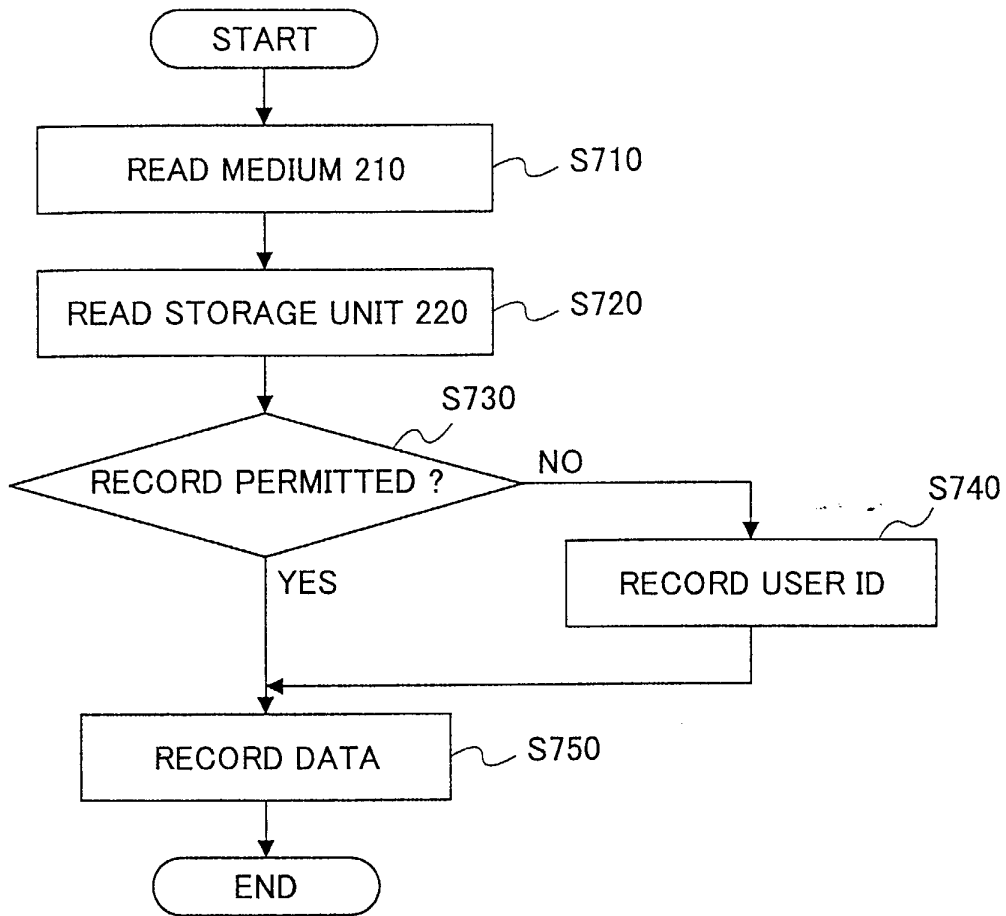 START
READ MEDIUM 210
S710
READ STORAGE UNIT 220
S720
S730
RECORD PERMITTED ?
NO
S740
RECORD USER ID
YES
RECORD DATA
S750
END